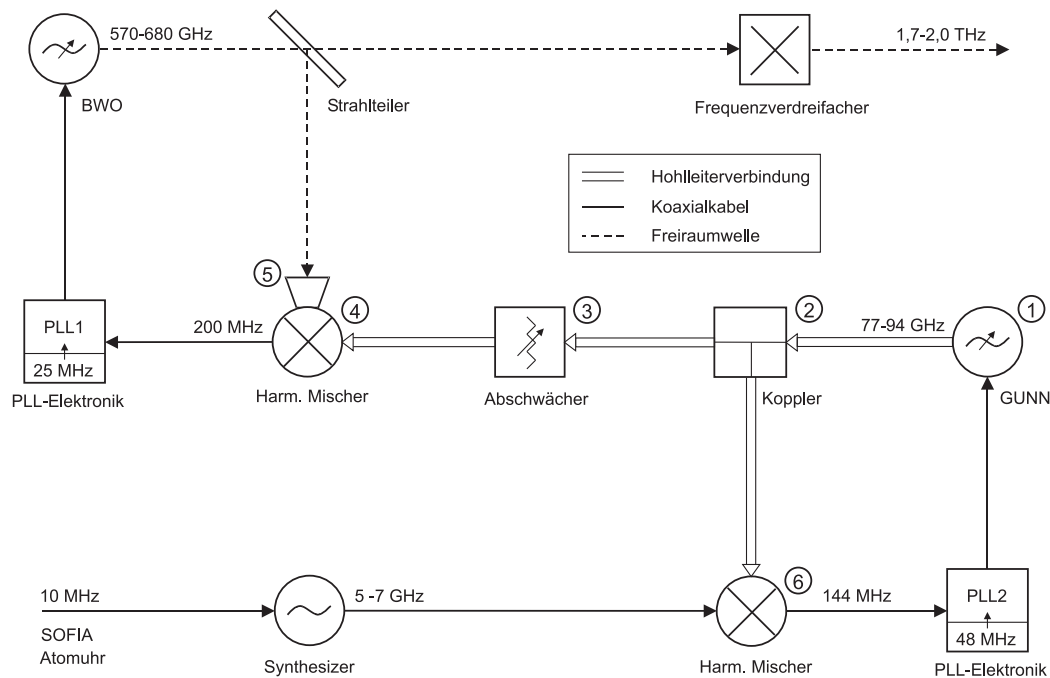 570-680 GHz
1,7-2,0 THz
BWO
Strahlteiler
Frequenzverdreifacher
Hohlleiterverbindung
Koaxialkabel
Freiraumwelle
5
4
3
2
1
PLL1
25 MHz
200 MHz
77-94 GHz
PLL-Elektronik
Harm. Mischer
Abschwächer
Koppler
GUNN
6
10 MHz
5 -7 GHz
144 MHz
PLL2
48 MHz
SOFIA
Atomuhr
Synthesizer
Harm. Mischer
PLL-Elektronik